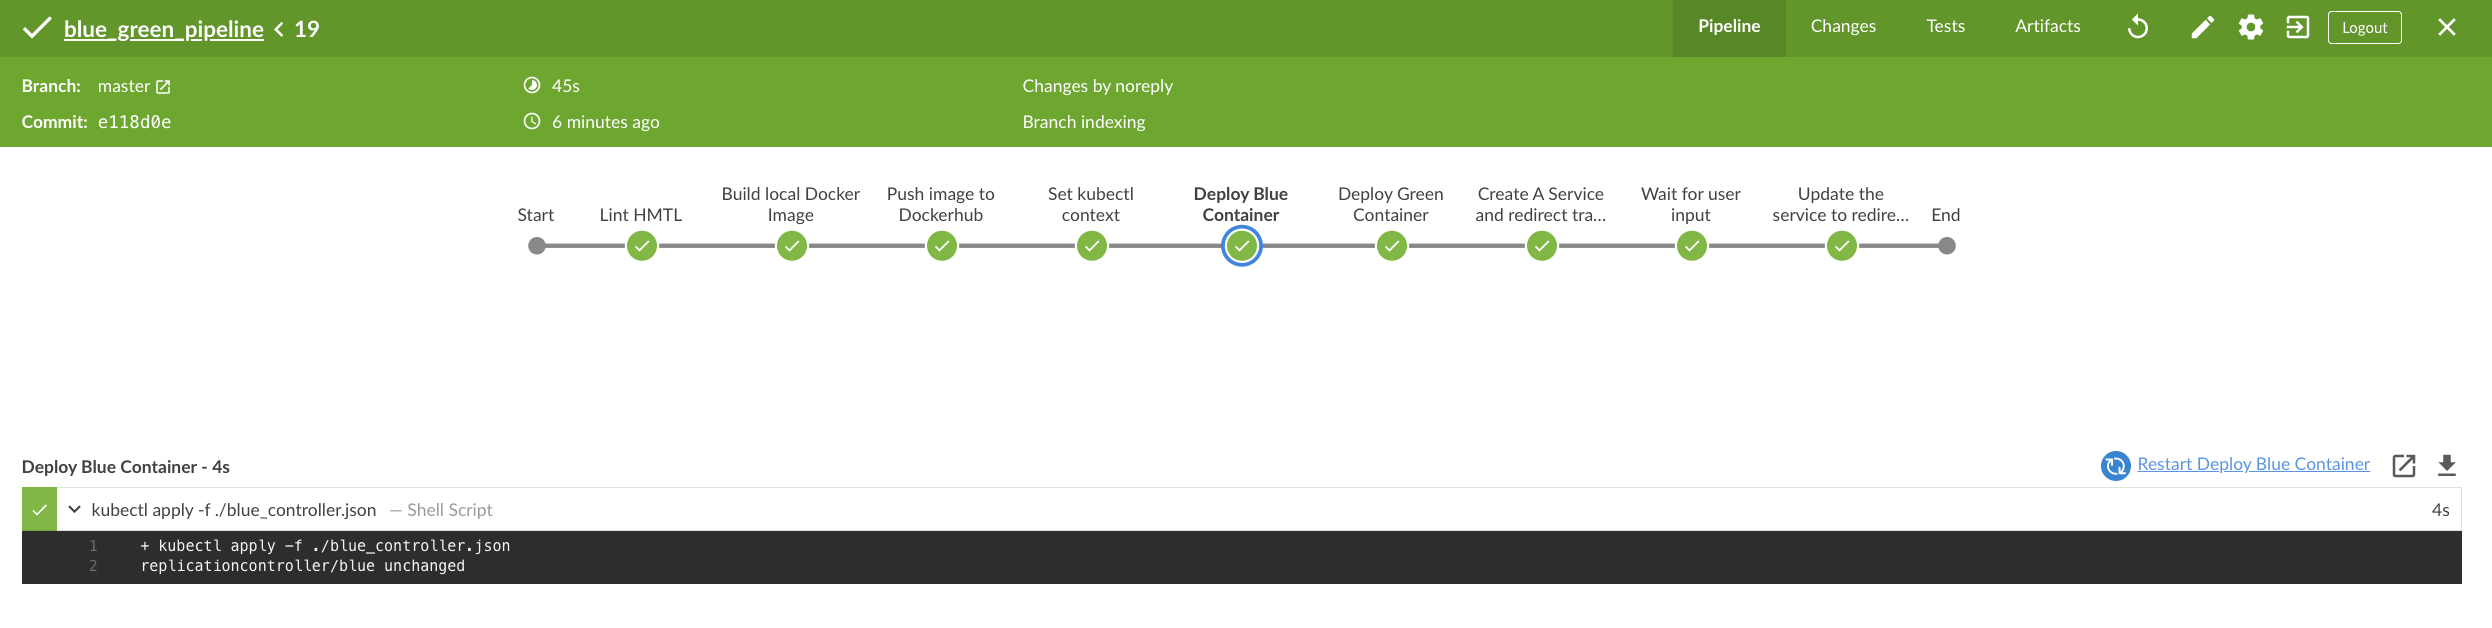 blue_green_pipeline < 19
Pipeline
Changes
Tests
Artifacts
Logout
Branch: master
45s
Changes by noreply
Commit: e118d0e
6 minutes ago
Branch indexing
Start
Lint HMTL
Build local Docker
Image
Push image to
Dockerhub
Set kubectl
context
Deploy Blue
Container
Deploy Green
Container
Create A Service
and redirect tra...
Wait for user
input
Update the
service to redire...
End
Deploy Blue Container - 4s
Restart Deploy Blue Container
kubectl apply -f ./blue_controller.json — Shell Script
4s
1 + kubectl apply -f ./blue_controller.json
2 replicationcontroller/blue unchanged